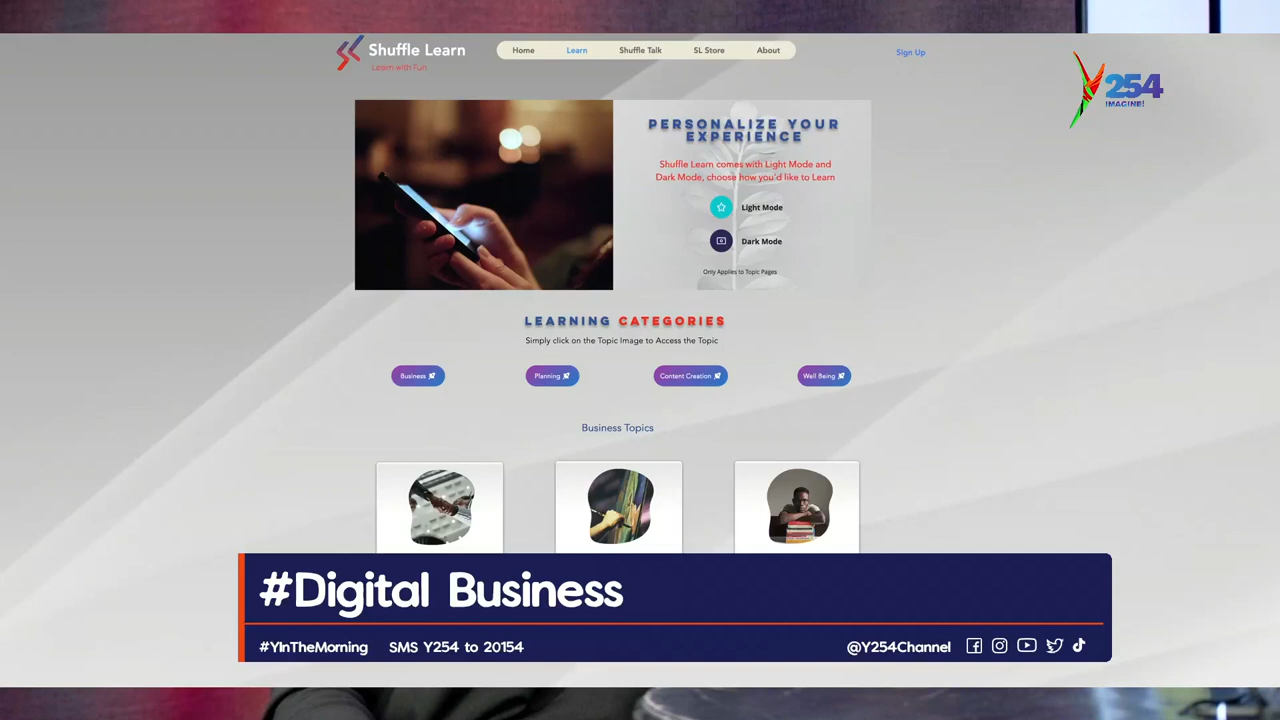 Shuffle Learn
Learn with Fun
Home
Learn
Shuffle Talk
SL Store
About
Sign Up
254
IMAGINE!
PERSONALIZE YOUR
EXPERIENCE
Shuffle Learn comes with Light Mode and
Dark Mode, choose how you'd like to Learn
Light Mode
Dark Mode
Only Applies to Topic Pages
LEARNING CATEGORIES
Simply click on the Topic Image to Access the Topic
Business
Planning
Content Creation
Well Being
Business Topics
#Digital Business
#YInTheMorning SMS Y254 to 20154
@Y254Channel